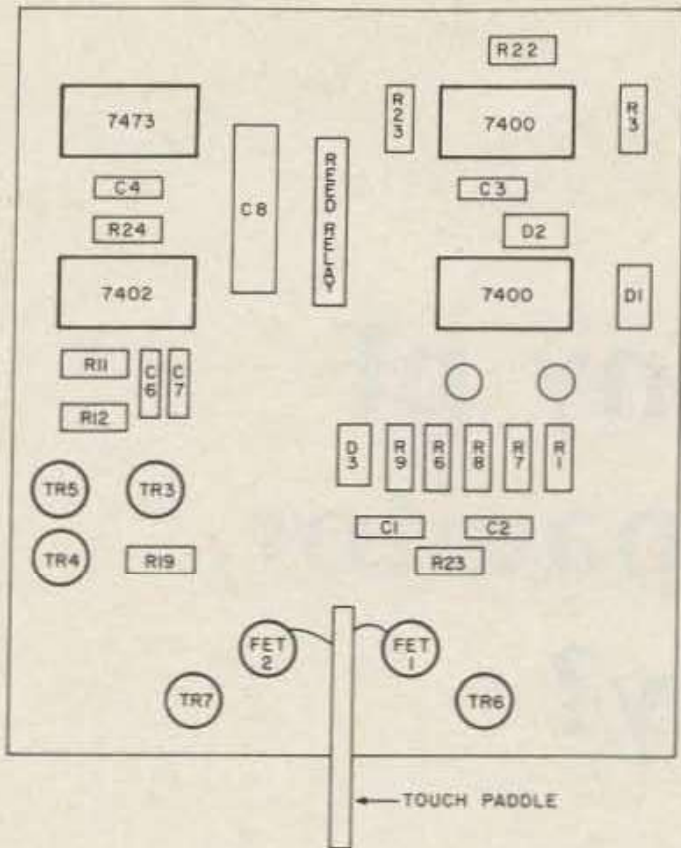 R22
7473
R23
7400
R3
C4
C8
REED RELAY
C3
R24
D2
7402
7400
D1
R11
C6
C7
R12
D3
R9
R6
R8
R7
R1
TR5
TR3
C1
C2
TR4
R19
R23
FET 2
FET 1
TR7
TR6
TOUCH PADDLE